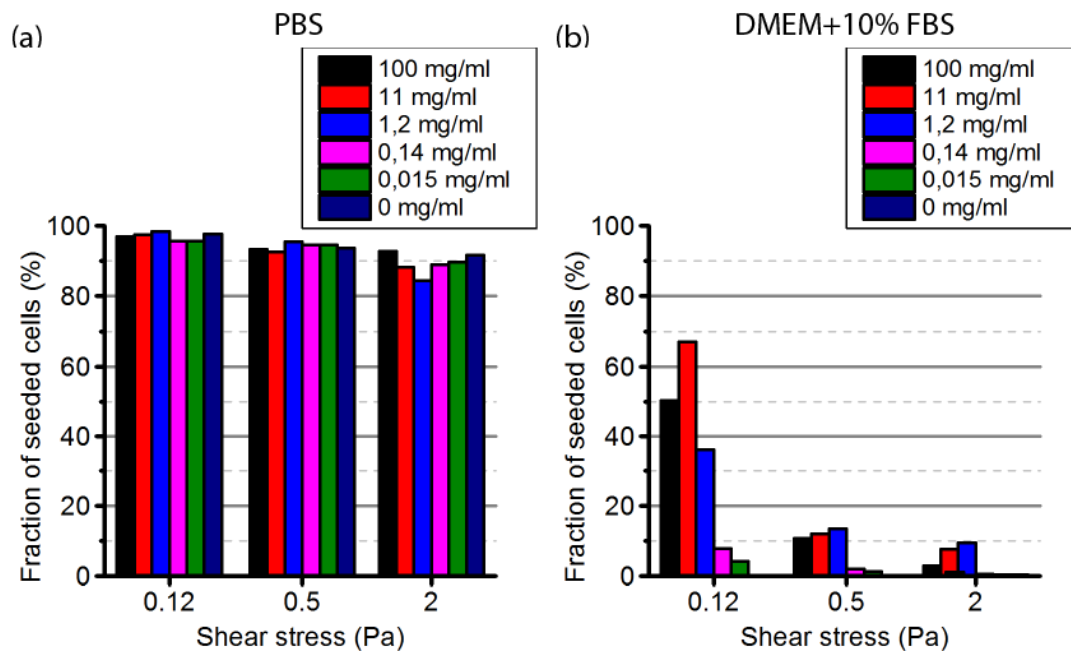 (a)
PBS
100 mg/ml
11 mg/ml
1,2 mg/ml
0,14 mg/ml
0,015 mg/ml
0 mg/ml
Fraction of seeded cells (%)
100
80
60
40
20
0
0.12
0.5
2
Shear stress (Pa)
(b)
DMEM+10% FBS
100 mg/ml
11 mg/ml
1,2 mg/ml
0,14 mg/ml
0,015 mg/ml
0 mg/ml
Fraction of seeded cells (%)
100
80
60
40
20
0
0.12
0.5
2
Shear stress (Pa)